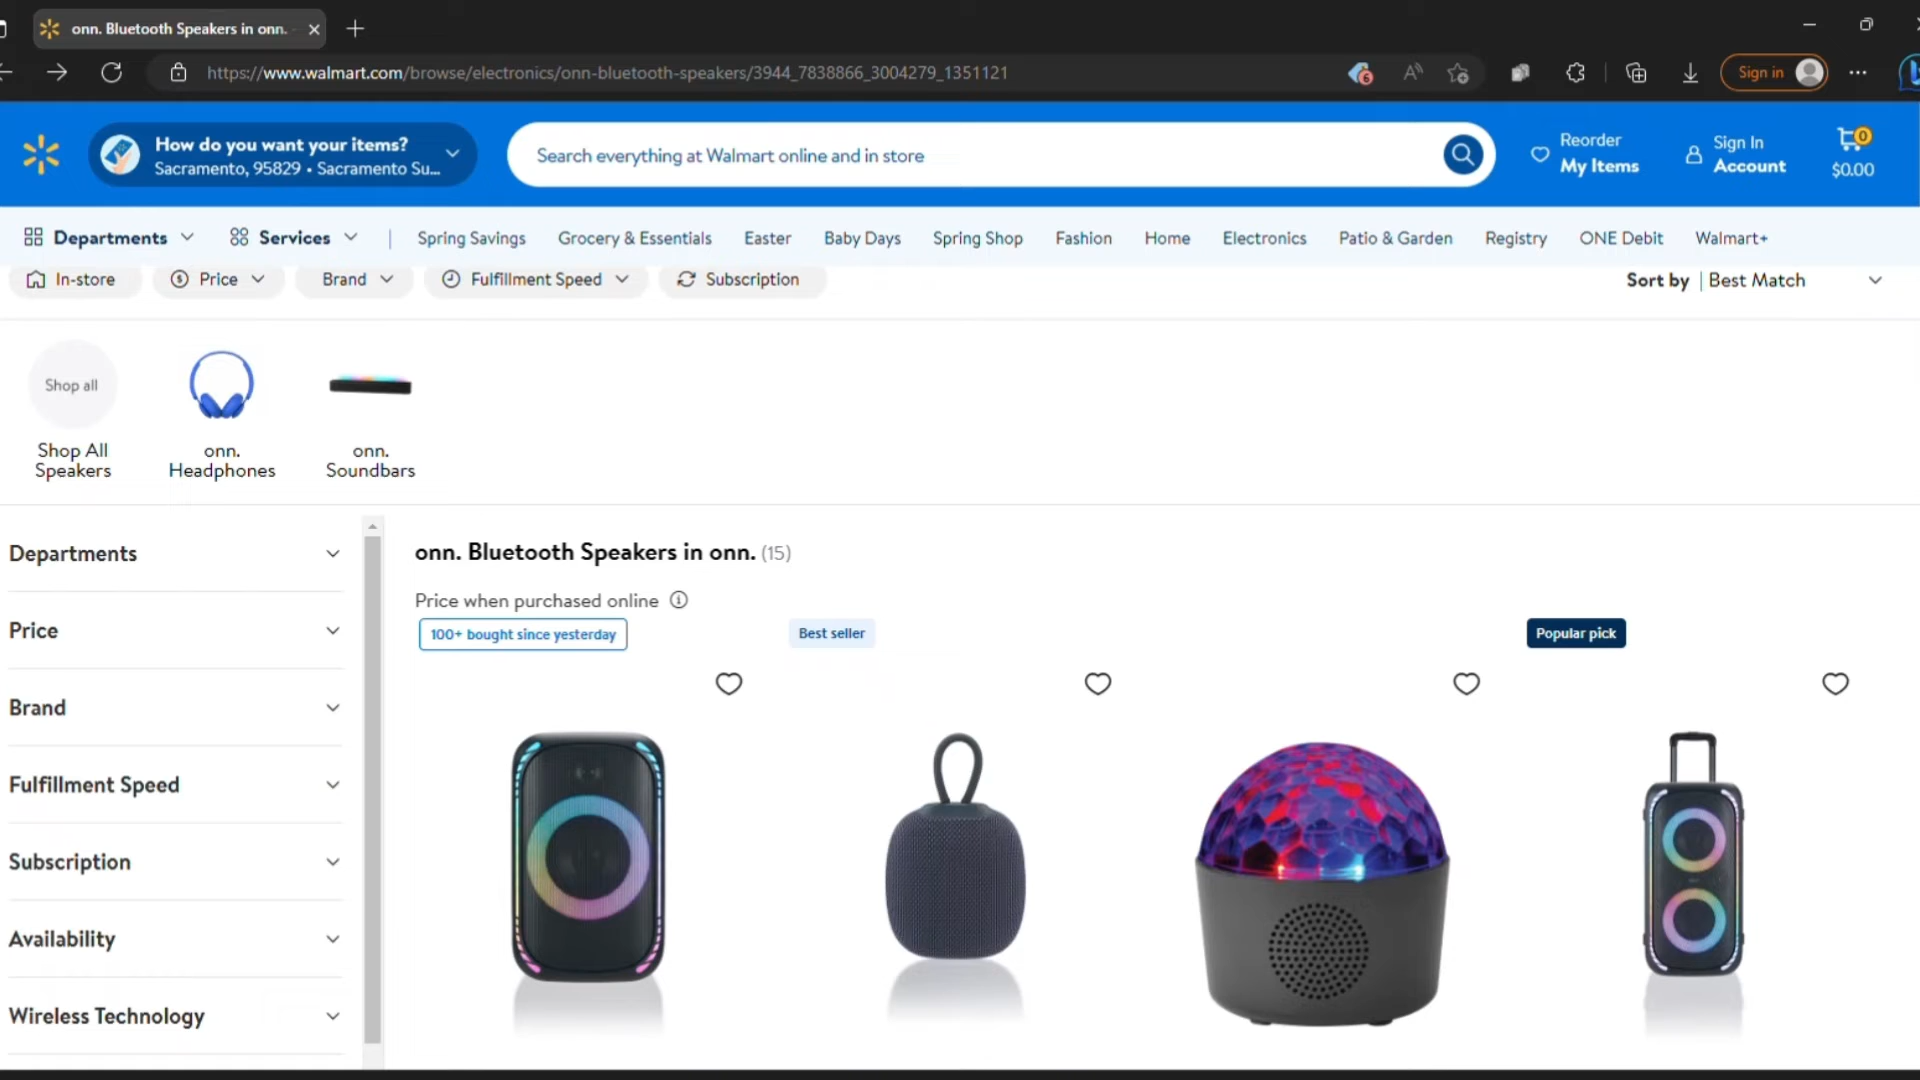 onn. Bluetooth Speakers in onn.
https://www.walmart.com/browse/electronics/onn-bluetooth-speakers/3944_7838866_3004279_1351121
6
Sign in
How do you want your items?
Sacramento, 95829 • Sacramento Su...
Search everything at Walmart online and in store
Reorder
My Items
Sign In
Account
0
$0.00
Departments
Services
Spring Savings
Grocery & Essentials
Easter
Baby Days
Spring Shop
Fashion
Home
Electronics
Patio & Garden
Registry
ONE Debit
Walmart+
In-store
Price
Brand
Fulfillment Speed
Subscription
Sort by | Best Match
Shop all
Shop All
Speakers
onn.
Headphones
onn.
Soundbars
Departments
Price
Brand
Fulfillment Speed
Subscription
Availability
Wireless Technology
onn. Bluetooth Speakers in onn. (15)
Price when purchased online
100+ bought since yesterday
Best seller
Popular pick